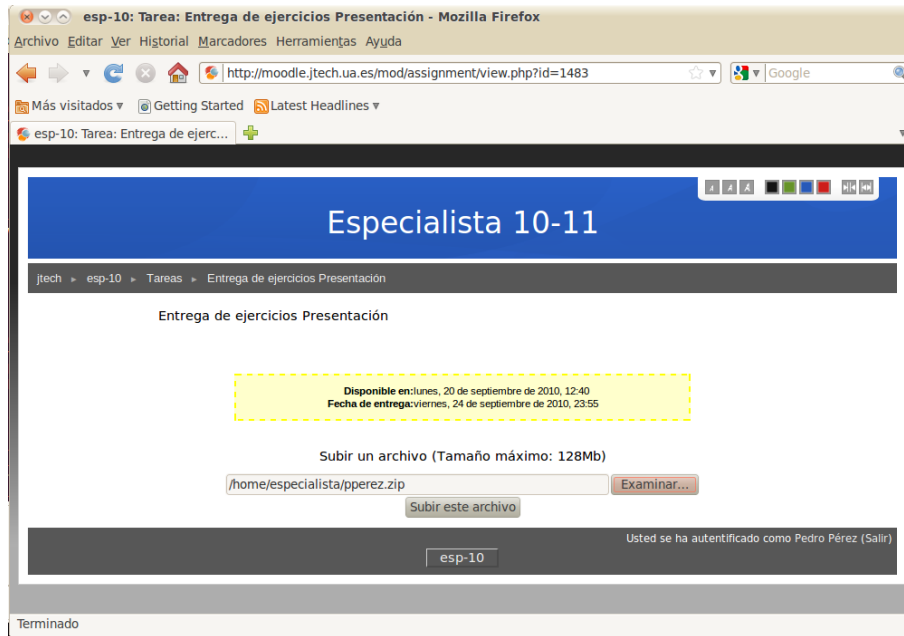 esp-10: Tarea: Entrega de ejercicios Presentación - Mozilla Firefox
Archivo Editar Ver Historial Marcadores Herramientas Ayuda
http://moodle.jtech.ua.es/mod/assignment/view.php?id=1483 Google
Más visitados Getting Started Latest Headlines
esp-10: Tarea: Entrega de ejerc...
A A A
Especialista 10-11
jtech ► esp-10 ► Tareas ► Entrega de ejercicios Presentación
Entrega de ejercicios Presentación
Disponible en:lunes, 20 de septiembre de 2010, 12:40
Fecha de entrega:viernes, 24 de septiembre de 2010, 23:55
Subir un archivo (Tamaño máximo: 128Mb)
/home/especialista/pperez.zip Examinar...
Subir este archivo
Usted se ha autentificado como Pedro Pérez (Salir)
esp-10
Terminado